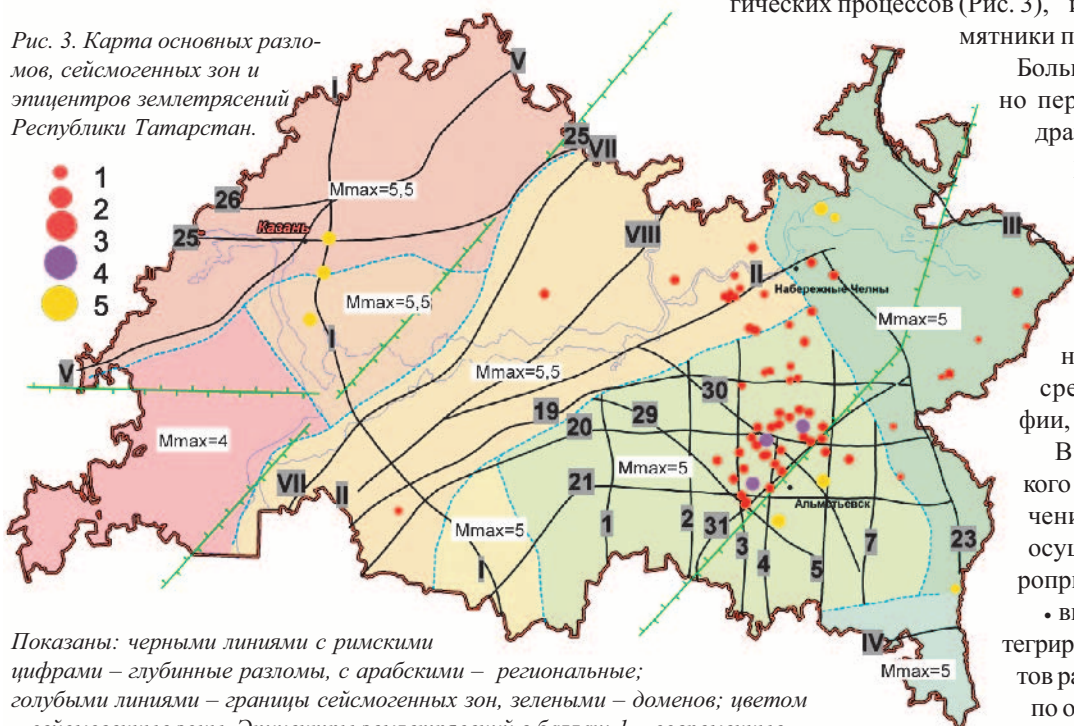 гических процессов (Рис. 3),
мятники п
Боль
но пер
дра
Рис. 3. Карта основных разло-
мов, сейсмогенных зон и
эпицентров землетрясений
Республики Татарстан.
1
2
3
4
5
I
V
25
VII
26
Mmax=5,5
25
Казань
VIII
III
II
Набережные Челны
Mmax=5,5
Mmax=5
I
V
Mmax=5,5
30
19
29
20
Mmax=4
Mmax=5
21
Альметьевск
VII
II
Mmax=5
1
2
31
3
4
5
7
23
I
IV
Mmax=5
н
сре
фии,
В
кого
чени
осущ
роприя
• вы
тегрир
тов ра
по о
Показаны: черными линиями с римскими
цифрами – глубинные разломы, с арабскими – региональные;
голубыми линиями – границы сейсмогенных зон, зелеными – доменов; цветом